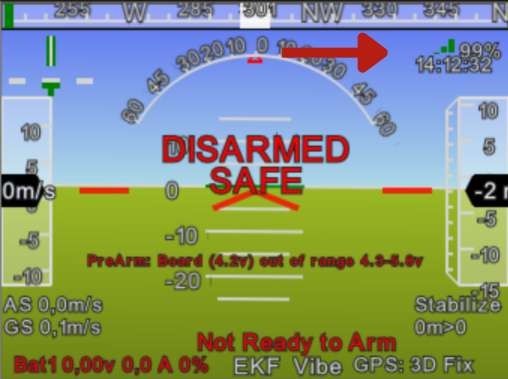 255 W 285 301 NW 330 345 N
60 45 30 20 10 0 10 20 30 45 60
99%
14:12:32
DISARMED
SAFE
10 10
5 5
0m/s 0 -2
-5 -10 -5
PreArm: Board (4.2v) out of range 4.3-5.8v
-10 -20 -10
-15
AS 0,0m/s Stabilize
GS 0,1m/s 0m>0
Not Ready to Arm
Bat1 0,00v 0,0 A 0% EKF Vibe GPS: 3D Fix